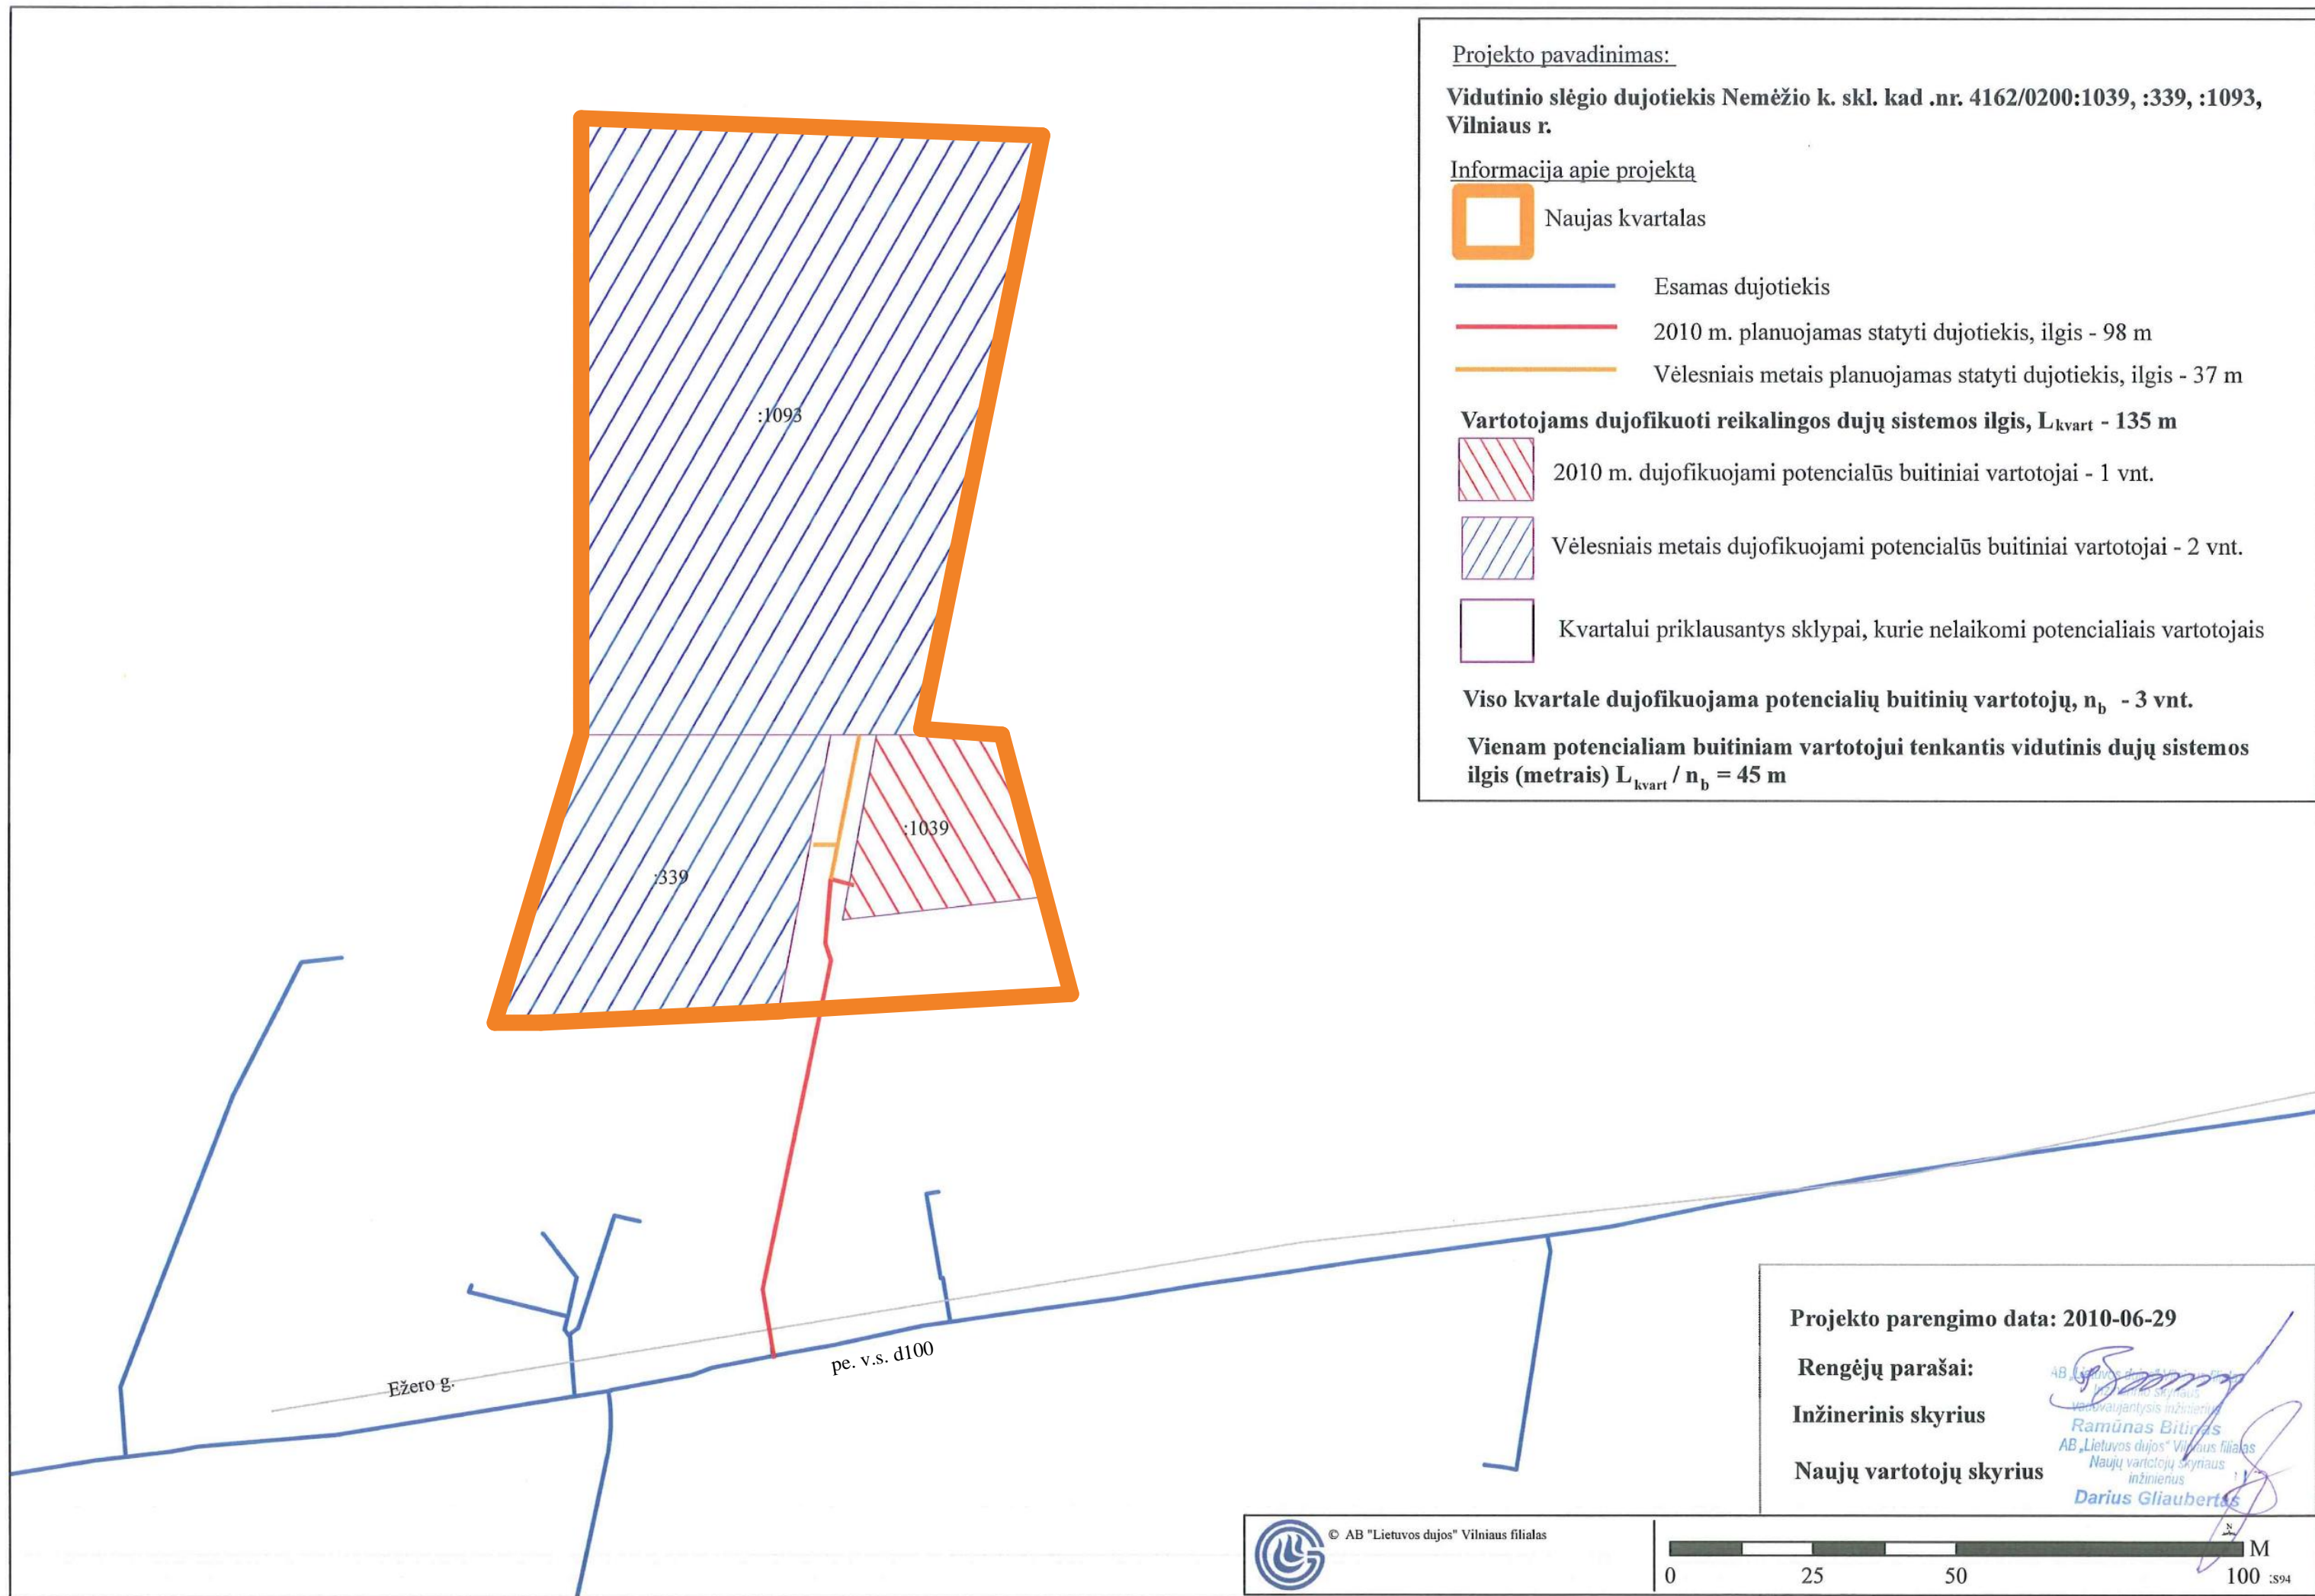 Projekto pavadinimas:
Vidutinio slėgio dujotiekis Nemėžio k. skl. kad .nr. 4162/0200:1039, :339, :1093,
Vilniaus r.
Informacija apie projektą
Naujas kvartalas
Esamas dujotiekis
2010 m. planuojamas statyti dujotiekis, ilgis - 98 m
Vėlesniais metais planuojamas statyti dujotiekis, ilgis - 37 m
Vartotojams dujofikuoti reikalingos dujų sistemos ilgis, Lkvart - 135 m
2010 m. dujofikuojami potencialūs buitiniai vartotojai - 1 vnt.
Vėlesniais metais dujofikuojami potencialūs buitiniai vartotojai - 2 vnt.
Kvartalui priklausantys sklypai, kurie nelaikomi potencialiais vartotojais
Viso kvartale dujofikuojama potencialių buitinių vartotojų, nb - 3 vnt.
Vienam potencialiam buitiniam vartotojui tenkantis vidutinis dujų sistemos
ilgis (metrais) Lkvart / nb = 45 m
:1093
:1039
:339
Ežero g.
pe. v.s. d100
Projekto parengimo data: 2010-06-29
Rengėjų parašai:
Inžinerinis skyrius
Ramūnas Bitinas
AB „Lietuvos dujos" Vilniaus filialas
Naujų vartotojų skyriaus
inžinierius
Naujų vartotojų skyrius
Darius Gliaubertas
© AB "Lietuvos dujos" Vilniaus filialas
N
M
0 25 50 100 :894